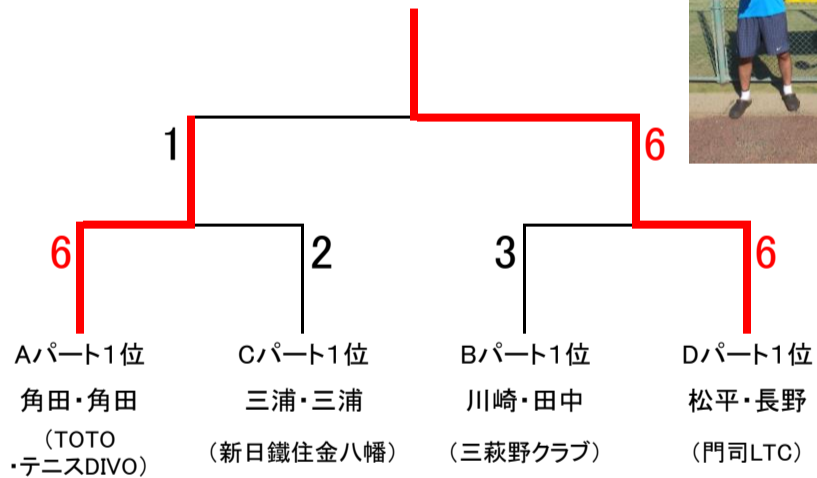 1
6
6
2
3
6
Aパート1位
Cパート1位
Bパート1位
Dパート1位
角田・角田
三浦・三浦
川崎・田中
松平・長野
(TOTO
・テニスDIVO)
(新日鐵住金八幡)
(三萩野クラブ)
(門司LTC)